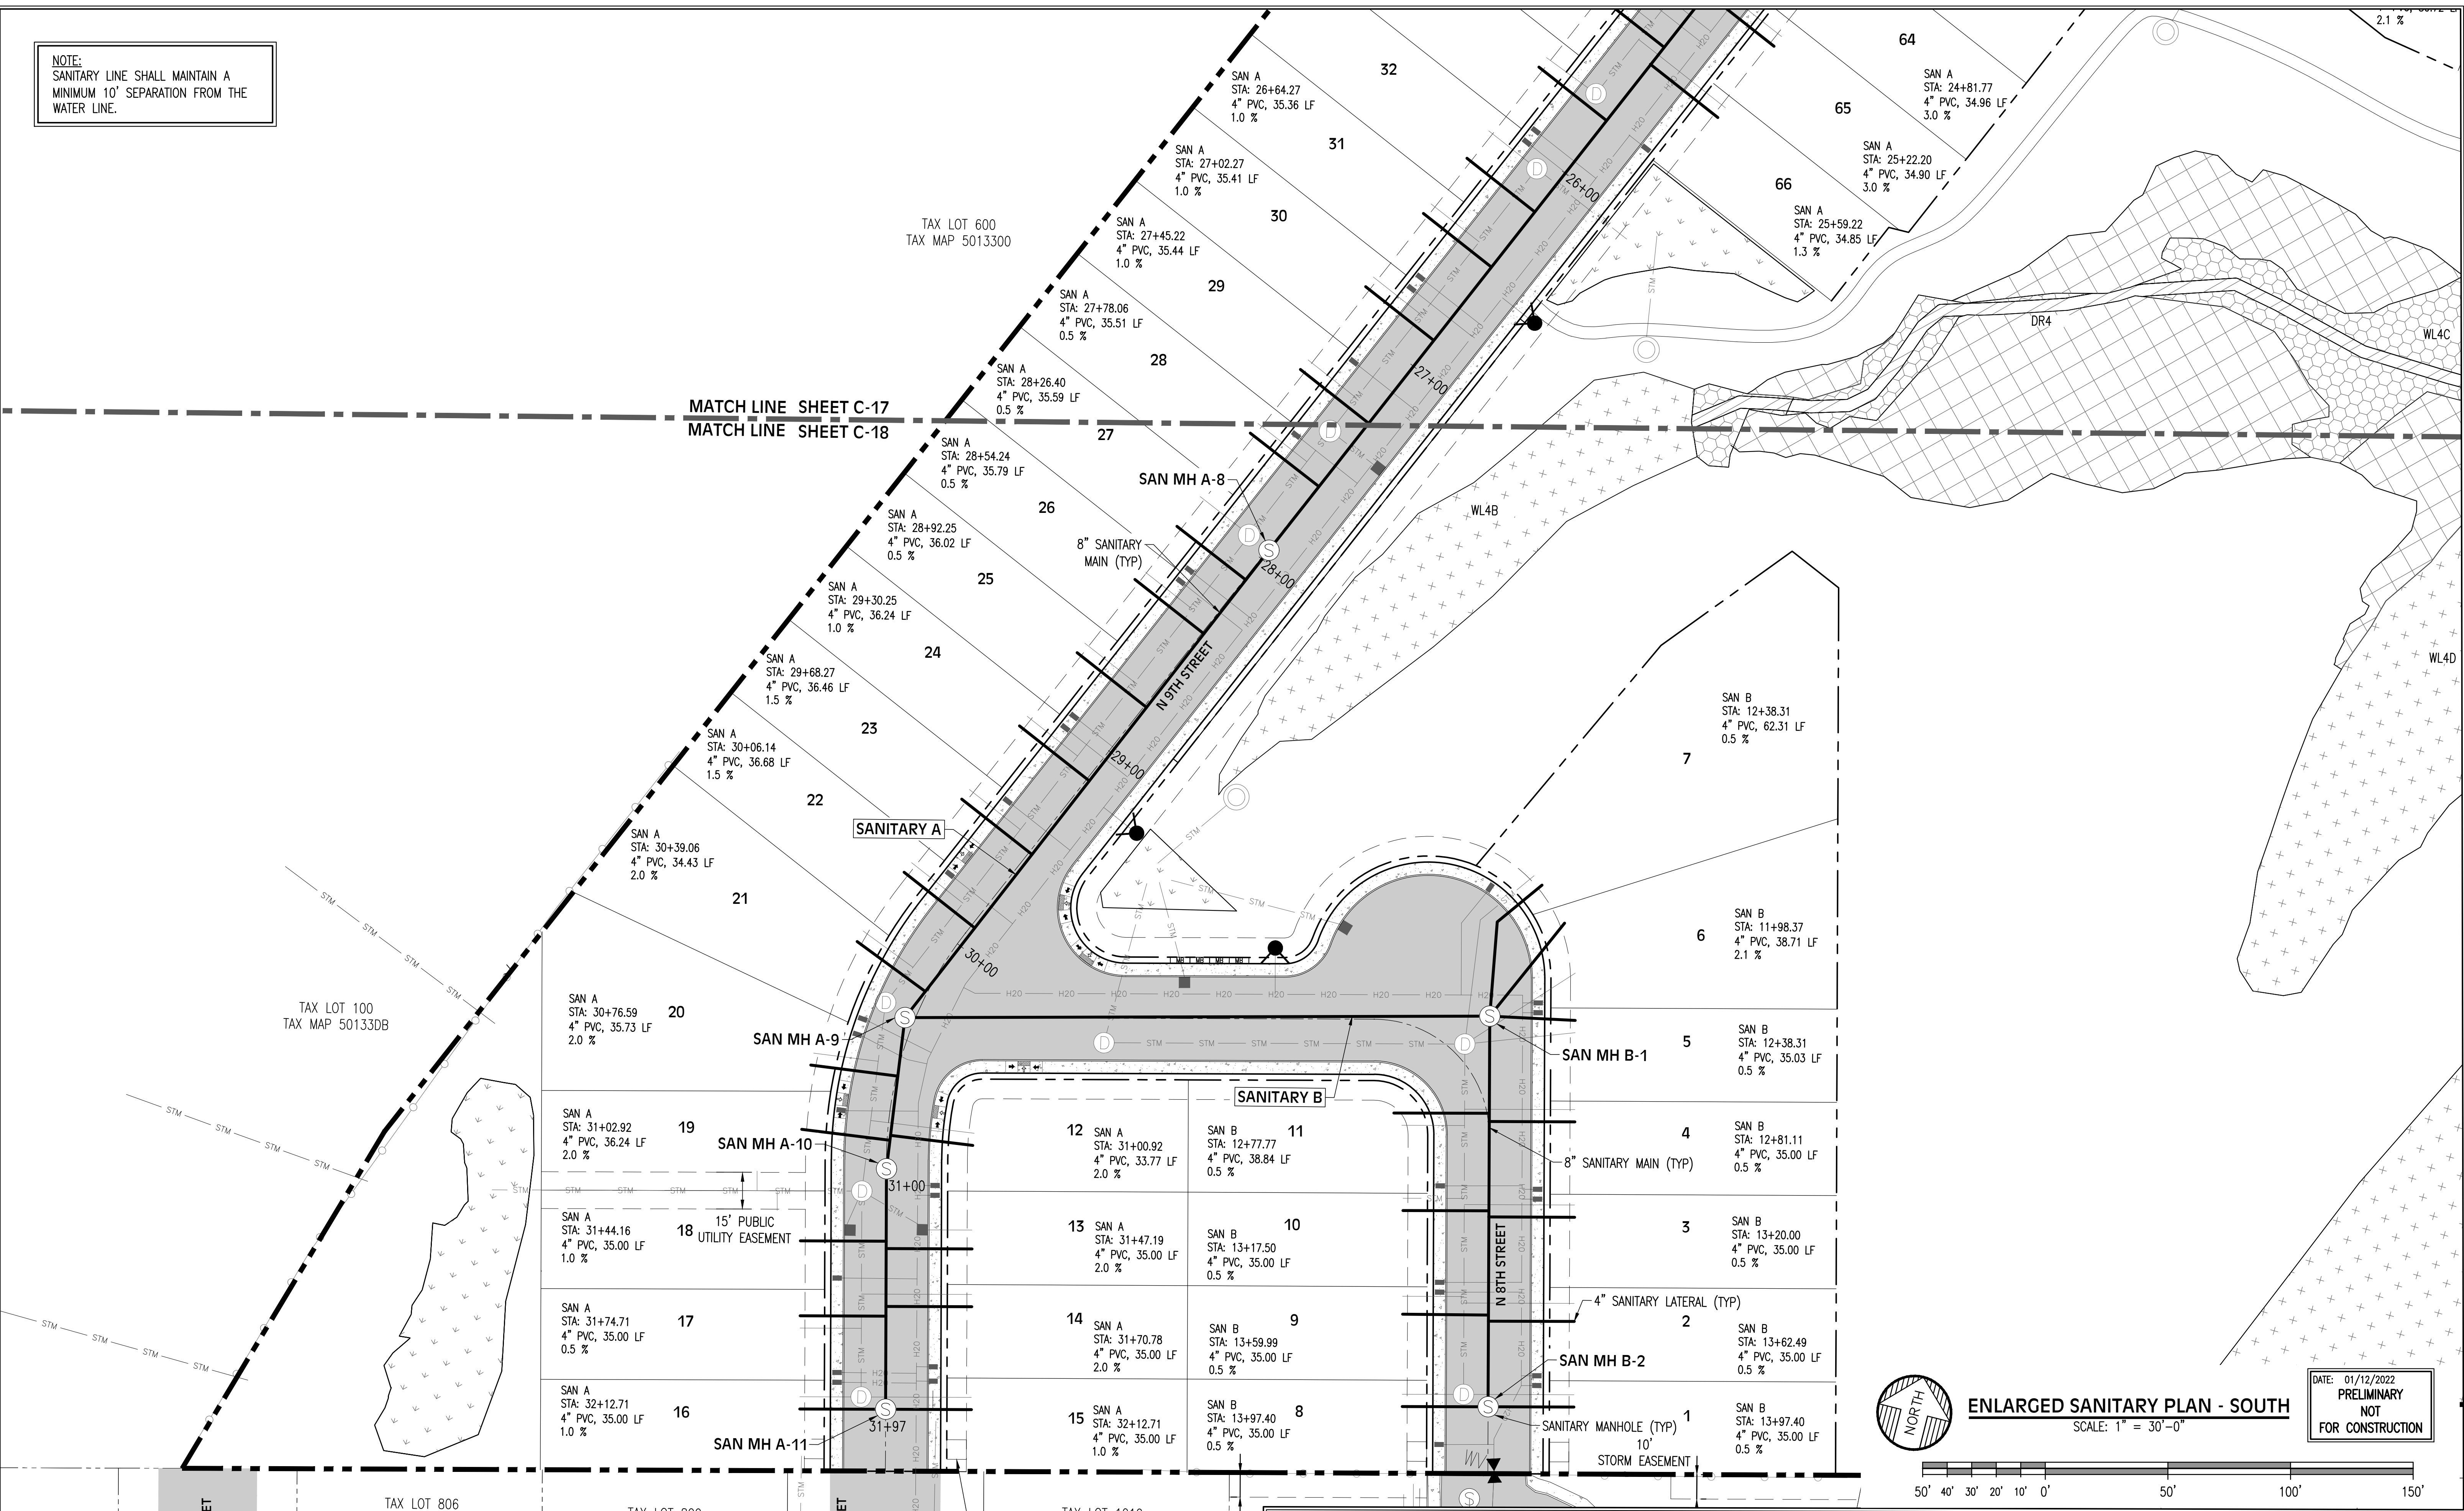 NOTE:
SANITARY LINE SHALL MAINTAIN A
MINIMUM 10' SEPARATION FROM THE
WATER LINE.
2.1 %
TAX LOT 600
TAX MAP 5013300
32
SAN A
STA: 26+64.27
4" PVC, 35.36 LF
1.0 %
31
SAN A
STA: 27+02.27
4" PVC, 35.41 LF
1.0 %
30
SAN A
STA: 27+45.22
4" PVC, 35.44 LF
1.0 %
29
SAN A
STA: 27+78.06
4" PVC, 35.51 LF
0.5 %
28
SAN A
STA: 28+26.40
4" PVC, 35.59 LF
0.5 %
27
64
SAN A
STA: 24+81.77
4" PVC, 34.96 LF
3.0 %
65
SAN A
STA: 25+22.20
4" PVC, 34.90 LF
3.0 %
66
SAN A
STA: 25+59.22
4" PVC, 34.85 LF
1.3 %
26+00
27+00
DR4
WL4C
MATCH LINE SHEET C-17
MATCH LINE SHEET C-18
SAN A
STA: 28+54.24
4" PVC, 35.79 LF
0.5 %
26
SAN A
STA: 28+92.25
4" PVC, 36.02 LF
0.5 %
25
SAN A
STA: 29+30.25
4" PVC, 36.24 LF
1.0 %
24
SAN A
STA: 29+68.27
4" PVC, 36.46 LF
1.5 %
23
SAN A
STA: 30+06.14
4" PVC, 36.68 LF
1.5 %
22
SAN A
STA: 30+39.06
4" PVC, 34.43 LF
2.0 %
21
SAN MH A-8
8" SANITARY
MAIN (TYP)
28+00
N 9TH STREET
29+00
SANITARY A
30+00
WL4B
WL4D
SAN B
STA: 12+38.31
4" PVC, 62.31 LF
0.5 %
7
SAN B
STA: 11+98.37
4" PVC, 38.71 LF
2.1 %
6
MB MB MB MB
TAX LOT 100
TAX MAP 50133DB
SAN A
STA: 30+76.59
4" PVC, 35.73 LF
2.0 %
20
SAN MH A-9
SAN MH B-1
SANITARY B
5
SAN B
STA: 12+38.31
4" PVC, 35.03 LF
0.5 %
SAN A
STA: 31+02.92
4" PVC, 36.24 LF
2.0 %
19
SAN MH A-10
31+00
12
SAN A
STA: 31+00.92
4" PVC, 33.77 LF
2.0 %
11
SAN B
STA: 12+77.77
4" PVC, 38.84 LF
0.5 %
8" SANITARY MAIN (TYP)
4
SAN B
STA: 12+81.11
4" PVC, 35.00 LF
0.5 %
SAN A
STA: 31+44.16
4" PVC, 35.00 LF
1.0 %
18
15' PUBLIC
UTILITY EASEMENT
13
SAN A
STA: 31+47.19
4" PVC, 35.00 LF
2.0 %
10
SAN B
STA: 13+17.50
4" PVC, 35.00 LF
0.5 %
N 8TH STREET
3
SAN B
STA: 13+20.00
4" PVC, 35.00 LF
0.5 %
SAN A
STA: 31+74.71
4" PVC, 35.00 LF
0.5 %
17
14
SAN A
STA: 31+70.78
4" PVC, 35.00 LF
2.0 %
9
SAN B
STA: 13+59.99
4" PVC, 35.00 LF
0.5 %
4" SANITARY LATERAL (TYP)
2
SAN B
STA: 13+62.49
4" PVC, 35.00 LF
0.5 %
SAN MH B-2
SAN A
STA: 32+12.71
4" PVC, 35.00 LF
1.0 %
16
SAN MH A-11
31+97
15
SAN A
STA: 32+12.71
4" PVC, 35.00 LF
1.0 %
8
SAN B
STA: 13+97.40
4" PVC, 35.00 LF
0.5 %
SANITARY MANHOLE (TYP)
10'
STORM EASEMENT
1
SAN B
STA: 13+97.40
4" PVC, 35.00 LF
0.5 %
NORTH
ENLARGED SANITARY PLAN - SOUTH
SCALE: 1" = 30'-0"
DATE: 01/12/2022
PRELIMINARY
NOT
FOR CONSTRUCTION
50' 40' 30' 20' 10' 0' 50' 100' 150'
TAX LOT 806